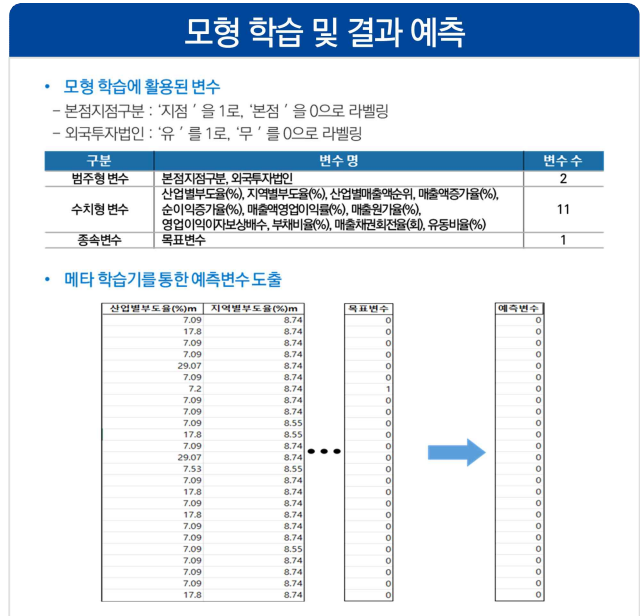 모형 학습 및 결과 예측
• 모형 학습에 활용된 변수
– 본점지점구분 : ‘지점 ′ 을 1로, ‘본점 ′ 을 0으로 라벨링
– 외국투자법인 : ‘유 ′ 를 1로, ‘무 ′ 를 0으로 라벨링
구분 변수 명 변수 수
범주형 변수 본점지점구분, 외국투자법인 2
수치형 변수 산업별부도율(%), 지역별부도율(%), 산업별매출액순위, 매출액증가율(%), 11
순이익증가율(%), 매출액영업이익률(%), 매출원가율(%),
영업이익이자보상배수, 부채비율(%), 매출채권회전율(회), 유동비율(%)
종속변수 목표변수 1
• 메타 학습기를 통한 예측변수 도출
산업별부도율(%)m 지역별부도율(%)m 목표변수 예측변수
7.09 8.74 0 0
17.8 8.74 0 0
7.09 8.74 0 0
7.09 8.74 0 0
29.07 8.74 0 0
7.09 8.74 0 0
7.2 8.74 1 0
7.09 8.74 0 0
7.09 8.74 0 0
7.09 8.55 0 0
17.8 8.55 0 0
7.09 8.74 0 0
29.07 8.74 0 0
7.53 8.55 0 0
7.09 8.74 0 0
17.8 8.74 0 0
7.09 8.74 0 0
17.8 8.74 0 0
7.09 8.74 0 0
7.09 8.74 0 0
7.09 8.55 0 0
7.09 8.74 0 0
7.09 8.74 0 0
7.09 8.74 0 0
17.8 8.74 0 0